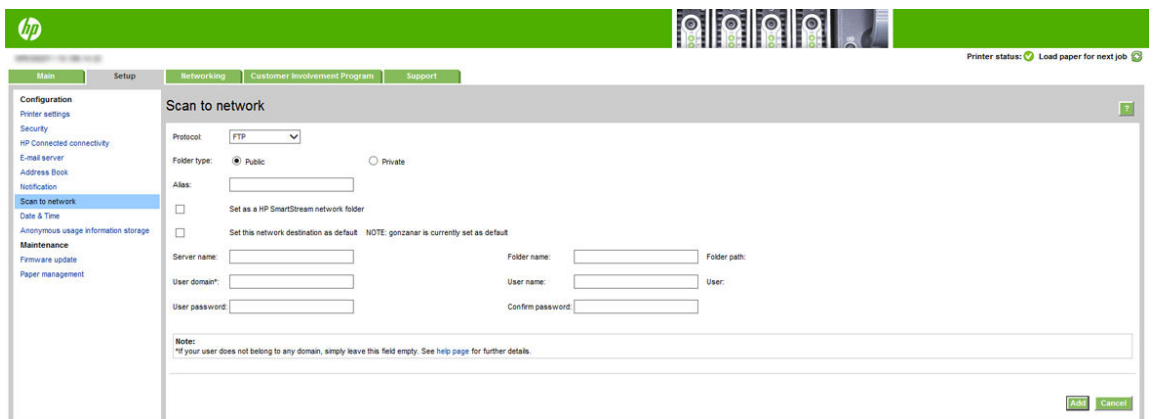 hp
Printer status: Load paper for next job
Main Setup Networking Customer Involvement Program Support
Configuration
Printer settings
Security
HP Connected connectivity
E-mail server
Address Book
Notification
Scan to network
Date & Time
Anonymous usage information storage
Maintenance
Firmware update
Paper management
Scan to network
?
Protocol: FTP
Folder type: Public Private
Alias:
Set as a HP SmartStream network folder
Set this network destination as default NOTE: gonzanar is currently set as default
Server name: Folder name: Folder path:
User domain*: User name: User:
User password: Confirm password:
Note:
*If your user does not belong to any domain, simply leave this field empty. See help page for further details.
Add Cancel